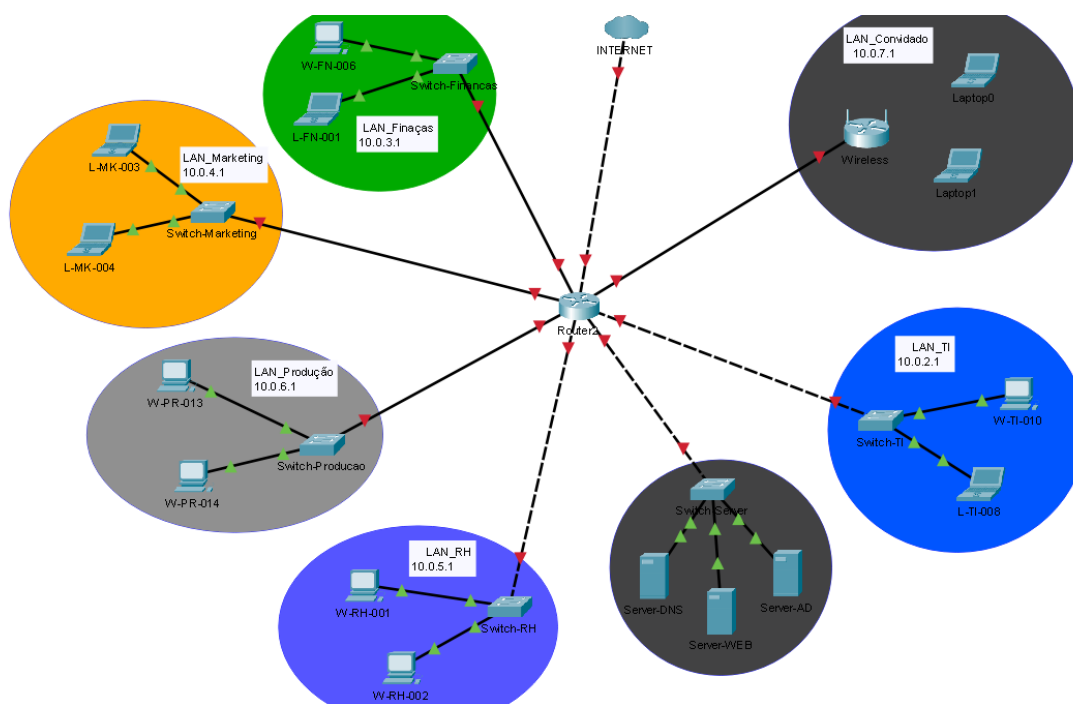 INTERNET
W-FN-006
Switch-Financas
L-FN-001
LAN_Finaças
10.0.3.1
LAN_Convidado
10.0.7.1
Laptop0
Wireless
Laptop1
L-MK-003
LAN_Marketing
10.0.4.1
L-MK-004
Switch-Marketing
Router2
LAN_Produção
10.0.6.1
W-PR-013
Switch-Producao
W-PR-014
LAN_TI
10.0.2.1
W-TI-010
Switch-TI
L-TI-008
LAN_RH
10.0.5.1
W-RH-001
Switch-RH
W-RH-002
Switch-Server
Server-DNS
Server-AD
Server-WEB